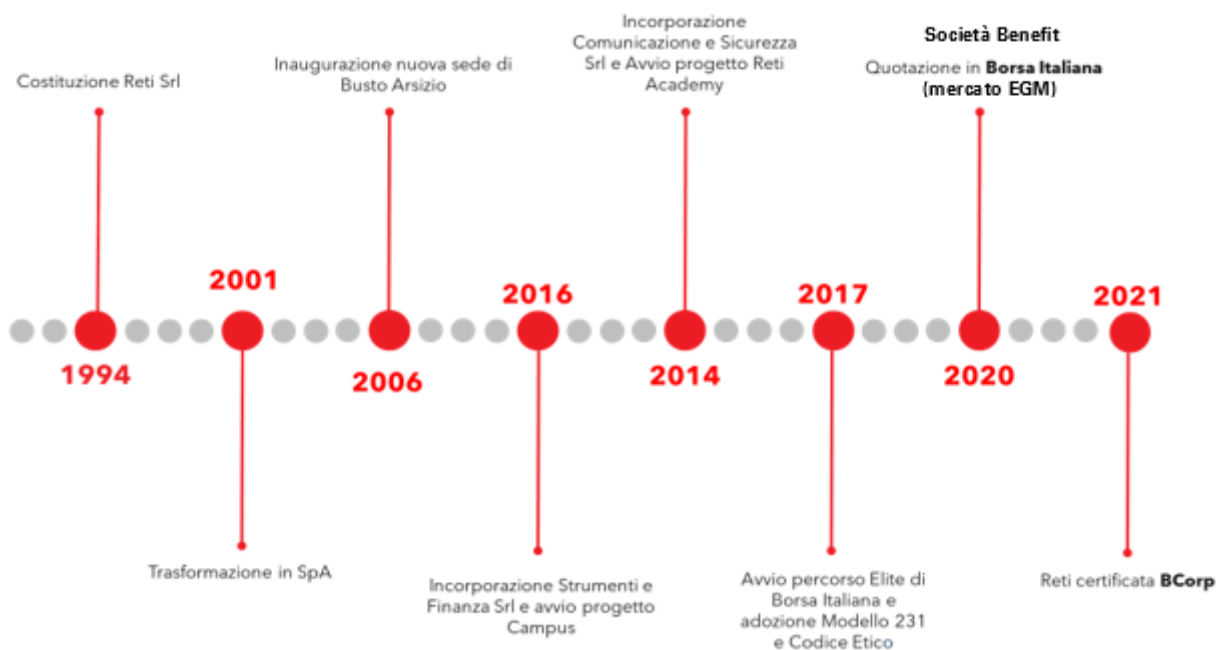 Costituzione Reti Srl
Inaugurazione nuova sede di
Busto Arsizio
Incorporazione
Comunicazione e Sicurezza
Srl e Avvio progetto Reti
Academy
Società Benefit
Quotazione in Borsa Italiana
(mercato EGM)
2001
2016
2017
2021
1994
2006
2014
2020
Trasformazione in SpA
Incorporazione Strumenti e
Finanza Srl e avvio progetto
Campus
Avvio percorso Elite di
Borsa Italiana e
adozione Modello 231
e Codice Etico
Reti certificata BCorp